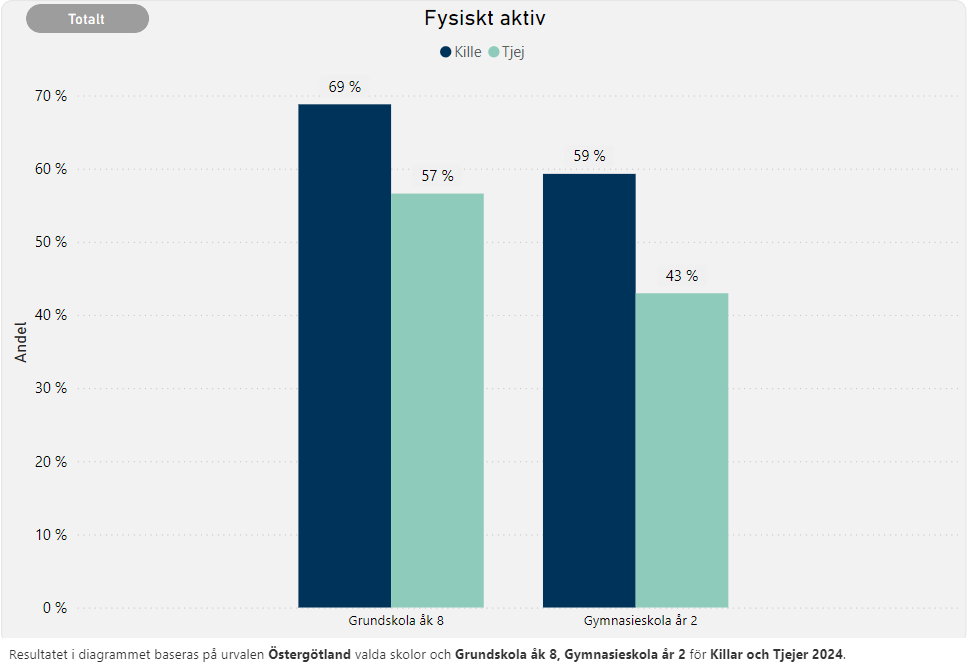 Totalt
Fysiskt aktiv
Kille Tjej
70 %
60 %
50 %
40 %
30 %
20 %
10 %
0 %
Andel
69 %
57 %
59 %
43 %
Grundskola åk 8
Gymnasieskola år 2
Resultatet i diagrammet baseras på urvalen Östergötland valda skolor och Grundskola åk 8, Gymnasieskola år 2 för Killar och Tjejer 2024.